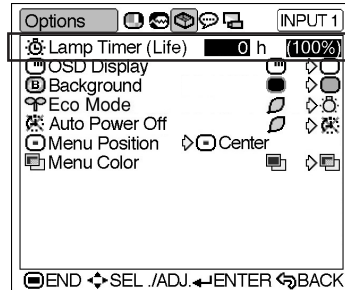 Options INPUT 1
Lamp Timer (Life) 0 h (100%)
OSD Display
B Background
Eco Mode
Auto Power Off
Menu Position Center
Menu Color
END SEL ./ADJ. ENTER BACK